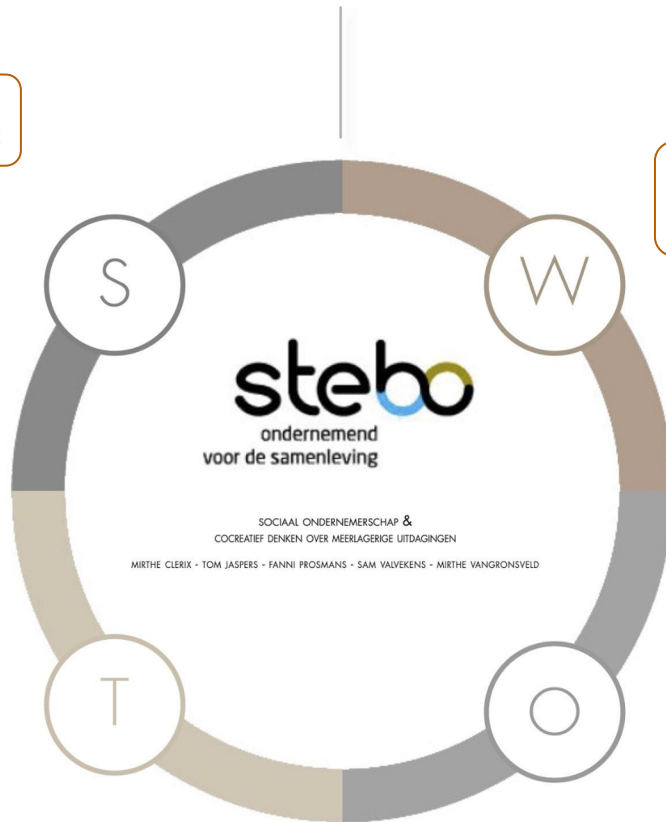 S
W
stebo
ondernemend
voor de samenleving
SOCIAAL ONDERNEMERSCHAP &
COCREATIEF DENKEN OVER MEERLAGERIGE UITDAGINGEN
MIRTHE CLERIX - TOM JASPERS - FANNI PROSMANS - SAM VALVEKENS - MIRTHE VANGRONSVELD
T
O